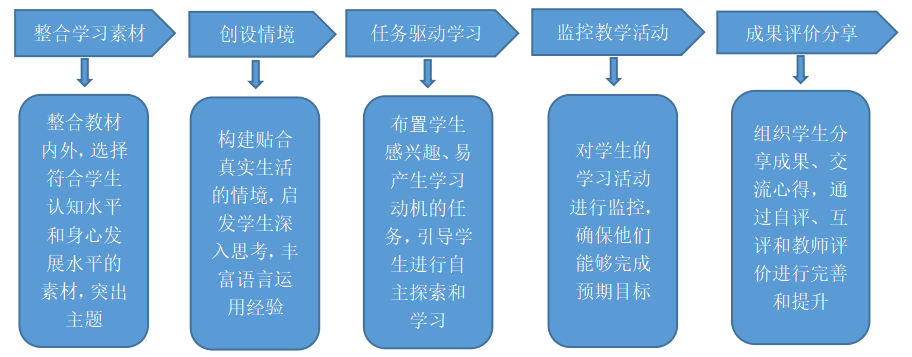 整合学习素材
创设情境
任务驱动学习
监控教学活动
成果评价分享
整合教材
内外，选择
符合学生
认知水平
和身心发
展水平的
素材，突出
主题
构建贴合
真实生活
的情境，启
发学生深
入思考，丰
富语言运
用经验
布置学生
感兴趣、易
产生学习
动机的任
务，引导学
生进行自
主探索和
学习
对学生的
学习活动
进行监控，
确保他们
能够完成
预期目标
组织学生分
享成果、交
流心得，通
过自评、互
评和教师评
价进行完善
和提升